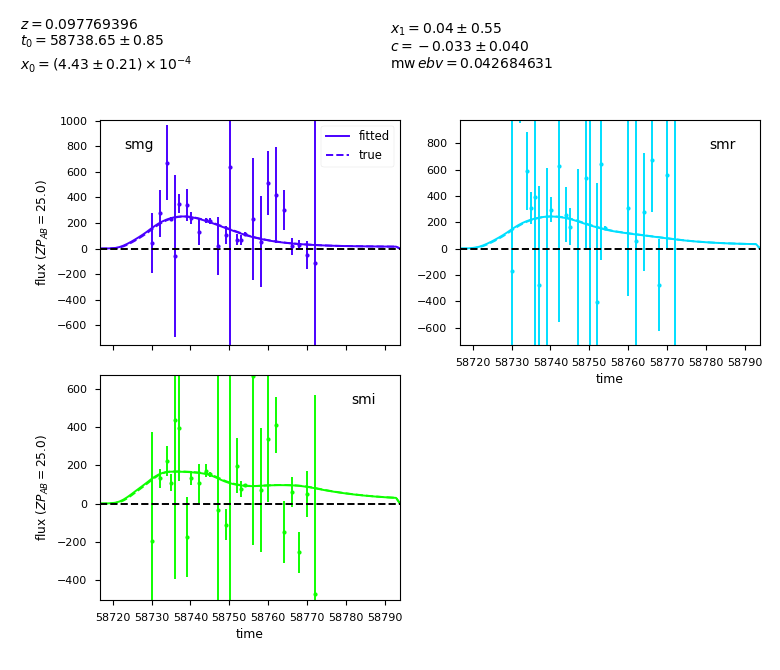 z = 0.097769396
t₀ = 58738.65 ± 0.85
x₀ = (4.43 ± 0.21) × 10⁻⁴
x₁ = 0.04 ± 0.55
c = −0.033 ± 0.040
mw ebv = 0.042684631
smg
fitted
true
1000
800
600
400
200
0
−200
−400
−600
flux (ZP_AB = 25.0)
smr
800
600
400
200
0
−200
−400
−600
58720 58730 58740 58750 58760 58770 58780 58790
time
smi
600
400
200
0
−200
−400
flux (ZP_AB = 25.0)
58720 58730 58740 58750 58760 58770 58780 58790
time